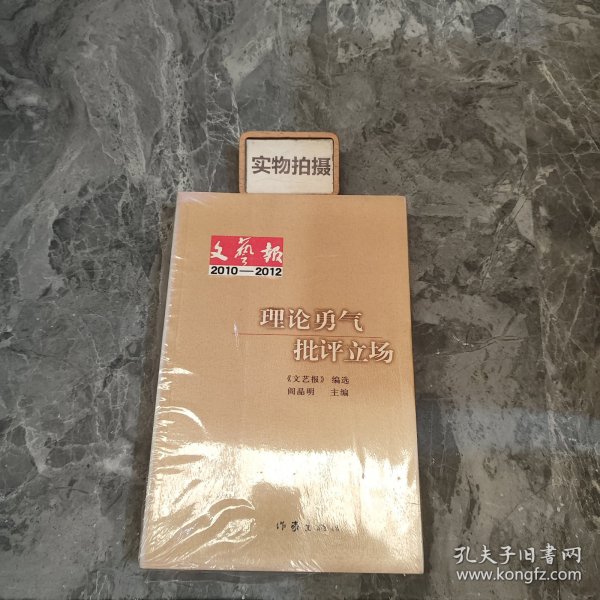 实物拍摄
文藝報
2010—2012
理论勇气
批评立场
《文艺报》 编选
阎晶明 主编
作家出版社
孔夫子旧书网
www.kongfz.com